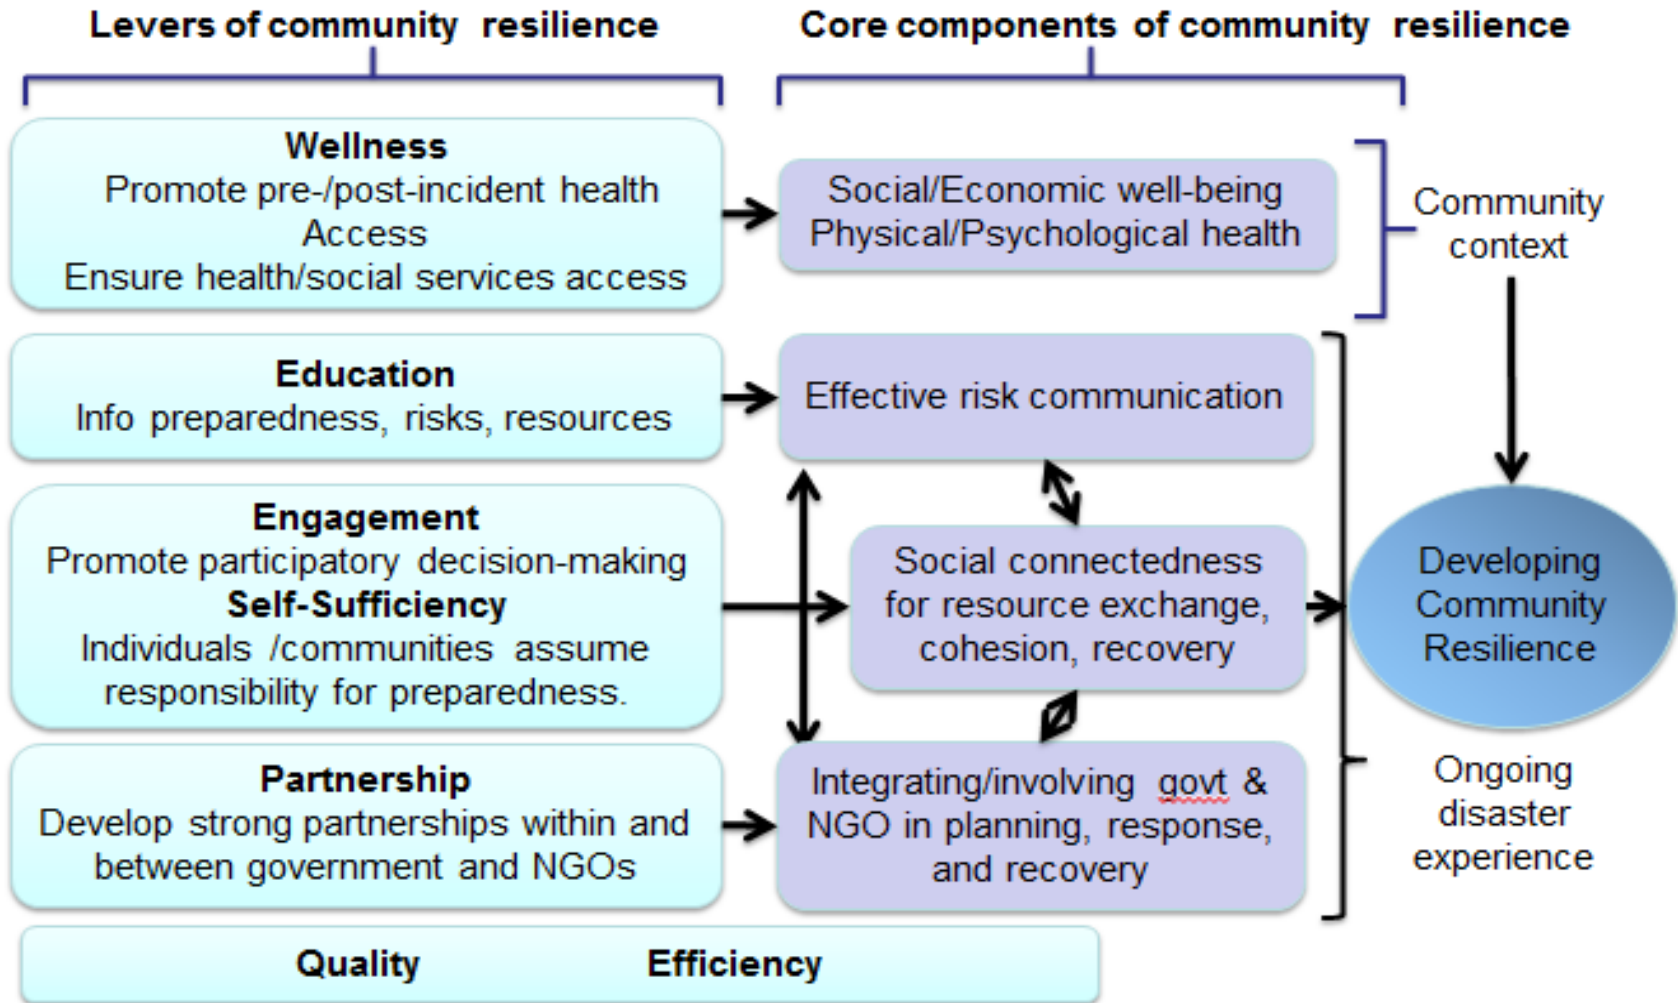 Levers of community resilience
Core components of community resilience
Wellness
Promote pre-/post-incident health
Access
Ensure health/social services access
Social/Economic well-being
Physical/Psychological health
Community
context
Education
Info preparedness, risks, resources
Effective risk communication
Engagement
Promote participatory decision-making
Self-Sufficiency
Individuals /communities assume
responsibility for preparedness.
Social connectedness
for resource exchange,
cohesion, recovery
Developing
Community
Resilience
Partnership
Develop strong partnerships within and
between government and NGOs
Integrating/involving govt &
NGO in planning, response,
and recovery
Ongoing
disaster
experience
Quality
Efficiency